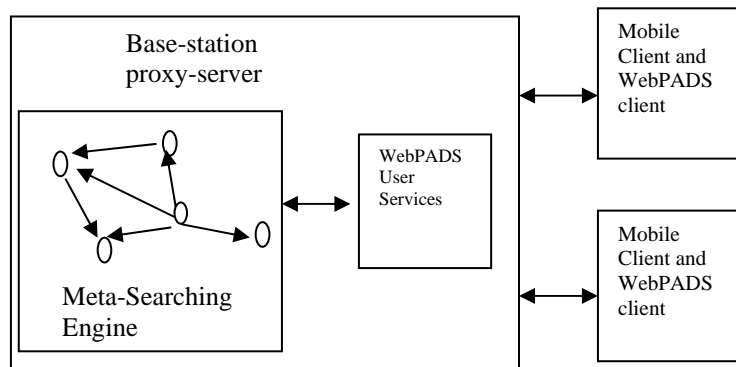 Base-station
proxy-server
Meta-Searching
Engine
WebPADS
User
Services
Mobile
Client and
WebPADS
client
Mobile
Client and
WebPADS
client